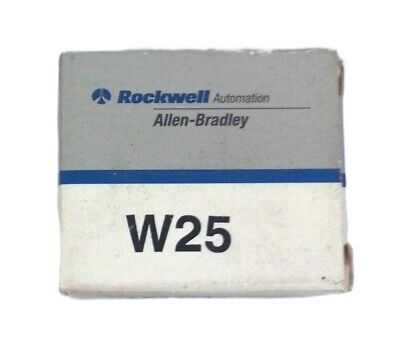 Rockwell Automation
Allen-Bradley
W25